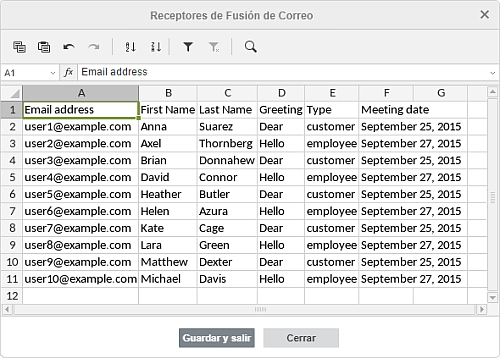 Receptores de Fusión de Correo
A1 fx Email address
A B C D E F G
1 Email address First Name Last Name Greeting Type Meeting date
2 user1@example.com Anna Suarez Dear customer September 25, 2015
3 user2@example.com Axel Thornberg Hello employee September 27, 2015
4 user3@example.com Brian Donnahew Dear customer September 25, 2015
5 user4@example.com David Connor Hello employee September 27, 2015
6 user5@example.com Heather Butler Dear customer September 25, 2015
7 user6@example.com Helen Azura Hello employee September 27, 2015
8 user7@example.com Kate Cage Dear customer September 25, 2015
9 user8@example.com Lara Green Hello employee September 27, 2015
10 user9@example.com Matthew Dexter Dear customer September 25, 2015
11 user10@example.com Michael Davis Hello employee September 27, 2015
12
Guardar y salir Cerrar